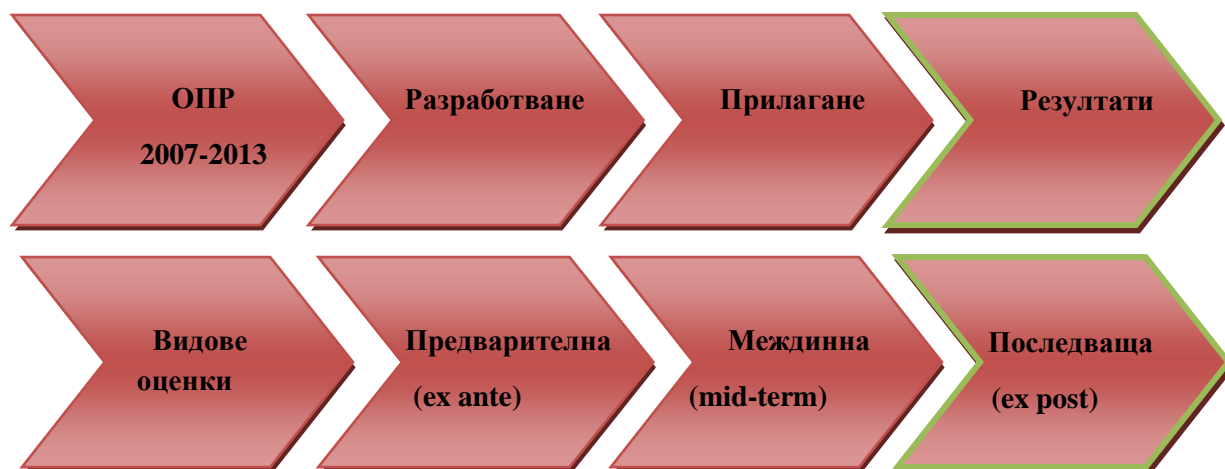 ОПР
2007-2013
Разработване
Прилагане
Резултати
Видове
оценки
Предварителна
(ex ante)
Междинна
(mid-term)
Последваща
(ex post)